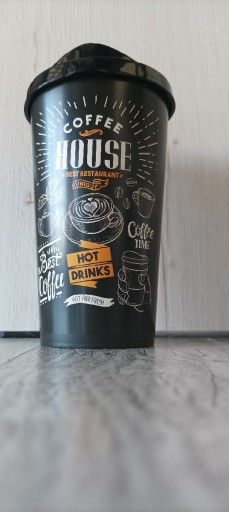 COFFEE
HOUSE
BEST RESTAURANT
Coffee
TIME
Best
Coffee
HOT
DRINKS
HOT AND FRESH